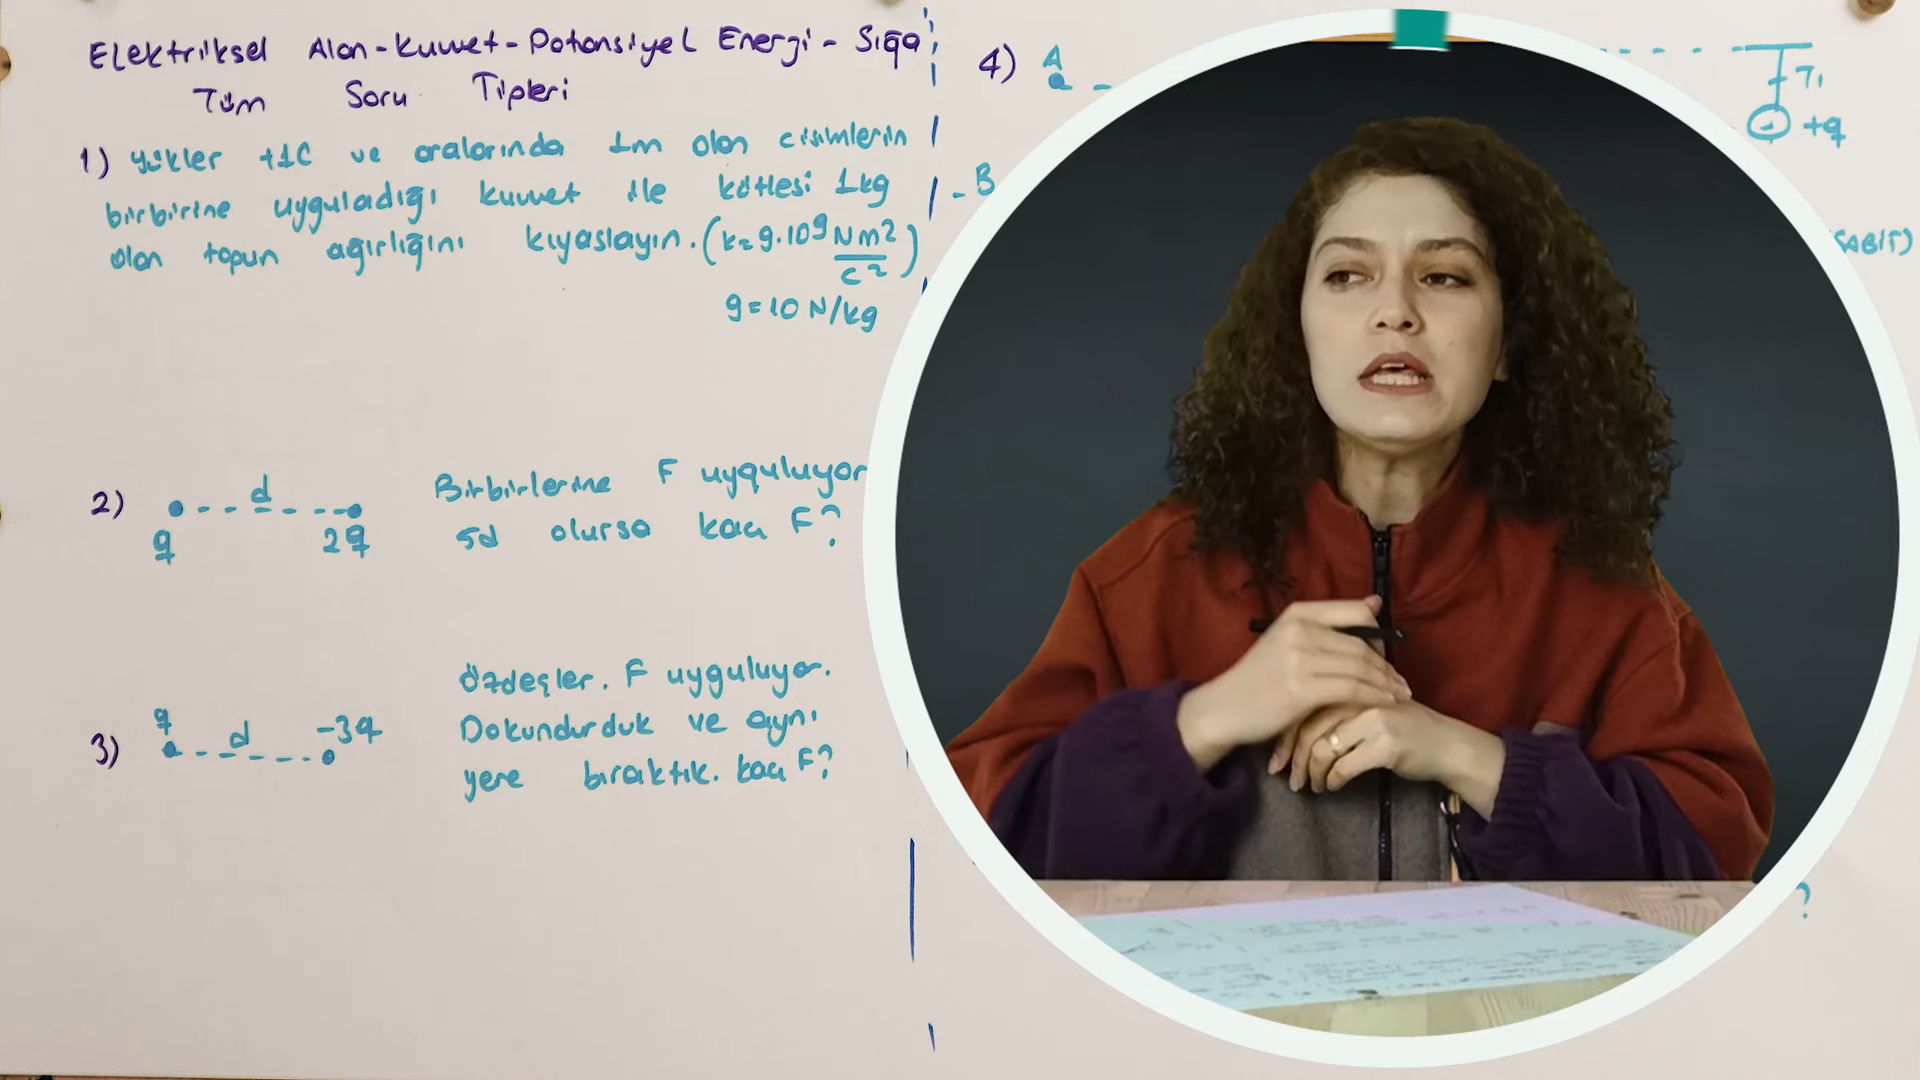 Elektriksel Alan-Kuvvet-Potansiyel Enerji-Sığa
Tüm Soru Tipleri
1) Yükler +1C ve aralarında 1m olan cisimlerin
birbirine uyguladığı kuvvet ile kütlesi 1kg
olan topun ağırlığını kıyaslayın. (k=9.10⁹ Nm²/C²)
g=10 N/kg
2) d
q 2q
Birbirlerine F uyguluyor
5d olursa kaç F?
3) q d -3q
Özdeşler. F uyguluyor.
Dokundurduk ve aynı
yere bıraktık. kaç F?
4) A
B
T₁
+q
(SABİT)
?